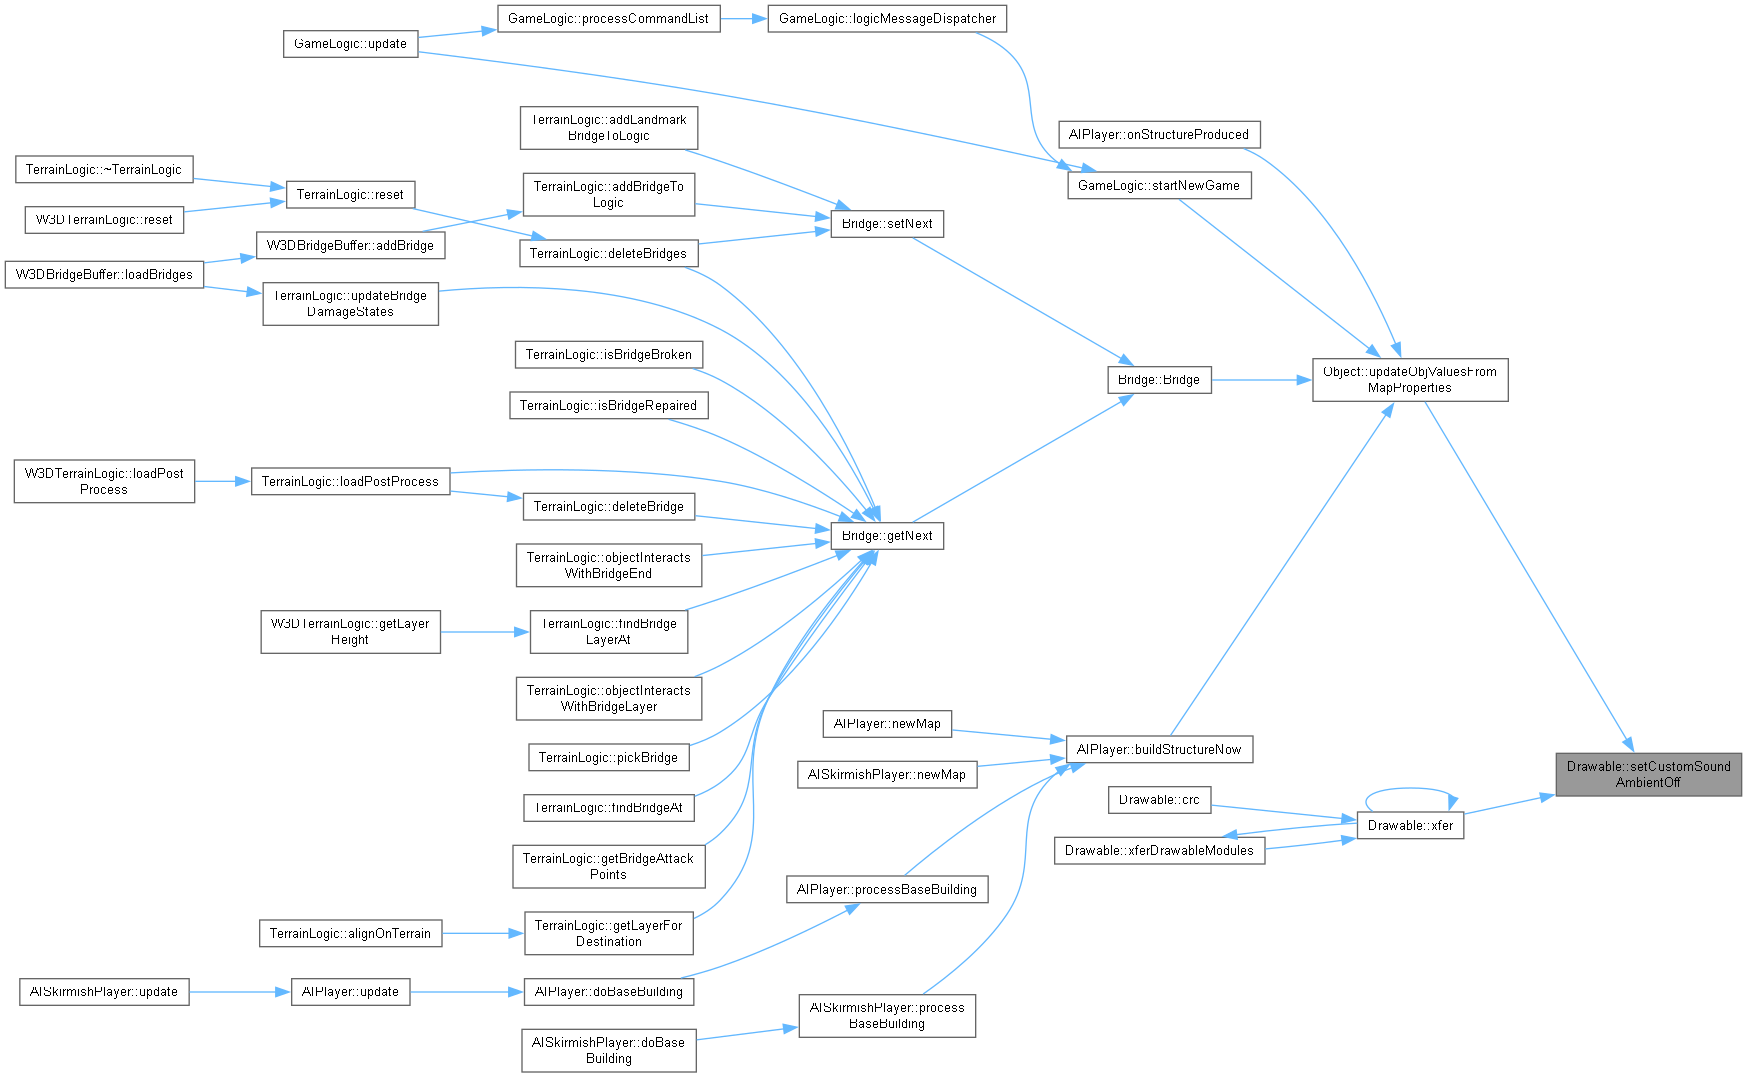 GameLogic::processCommandList
GameLogic::logicMessageDispatcher
GameLogic::update
TerrainLogic::addLandmark
BridgeToLogic
AIPlayer::onStructureProduced
TerrainLogic::~TerrainLogic
TerrainLogic::reset
TerrainLogic::addBridgeTo
Logic
GameLogic::startNewGame
W3DTerrainLogic::reset
Bridge::setNext
W3DBridgeBuffer::addBridge
TerrainLogic::deleteBridges
W3DBridgeBuffer::loadBridges
TerrainLogic::updateBridge
DamageStates
TerrainLogic::isBridgeBroken
Bridge::Bridge
Object::updateObjValuesFrom
MapProperties
TerrainLogic::isBridgeRepaired
W3DTerrainLogic::loadPost
Process
TerrainLogic::loadPostProcess
TerrainLogic::deleteBridge
Bridge::getNext
TerrainLogic::objectInteracts
WithBridgeEnd
W3DTerrainLogic::getLayer
Height
TerrainLogic::findBridge
LayerAt
TerrainLogic::objectInteracts
WithBridgeLayer
AIPlayer::newMap
TerrainLogic::pickBridge
AIPlayer::buildStructureNow
AISkirmishPlayer::newMap
Drawable::setCustomSound
AmbientOff
TerrainLogic::findBridgeAt
Drawable::crc
Drawable::xfer
Drawable::xferDrawableModules
TerrainLogic::getBridgeAttack
Points
AIPlayer::processBaseBuilding
TerrainLogic::alignOnTerrain
TerrainLogic::getLayerFor
Destination
AISkirmishPlayer::update
AIPlayer::update
AIPlayer::doBaseBuilding
AISkirmishPlayer::process
BaseBuilding
AISkirmishPlayer::doBase
Building